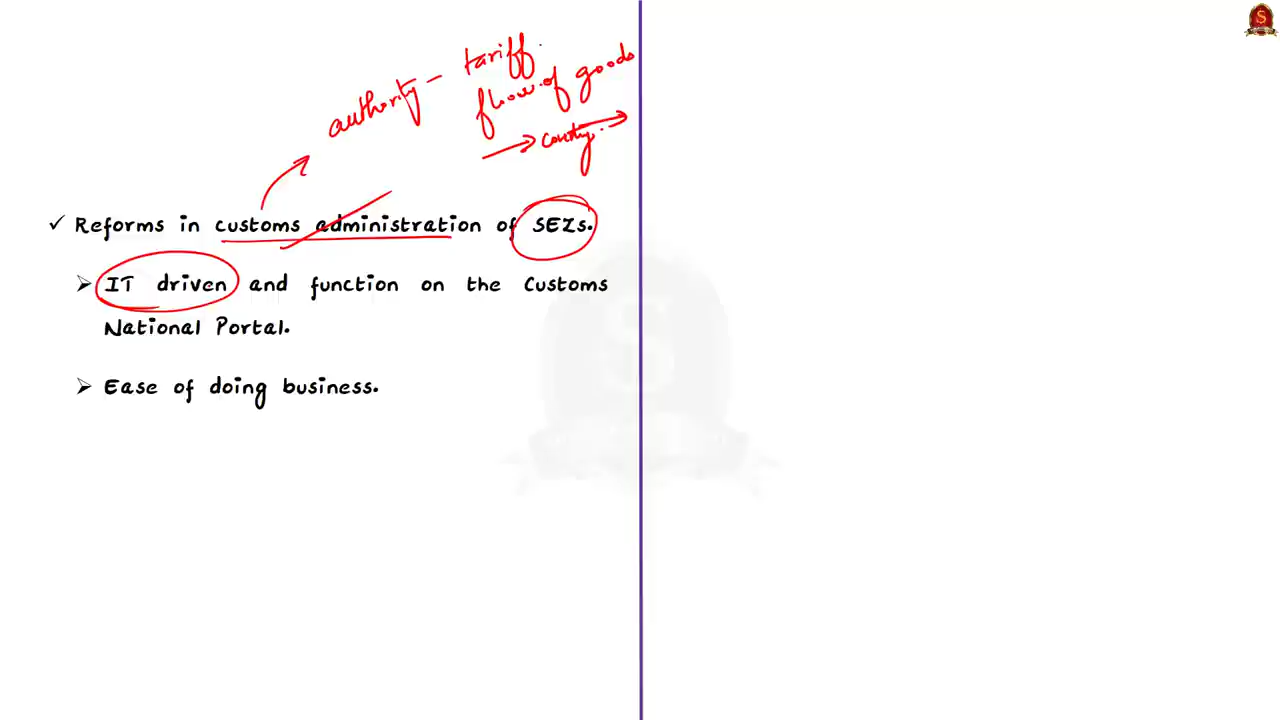 authority - tariff
flow of goods
country
✓ Reforms in customs administration of SEZs.
➢ IT driven and function on the Customs
National Portal.
➢ Ease of doing business.
S